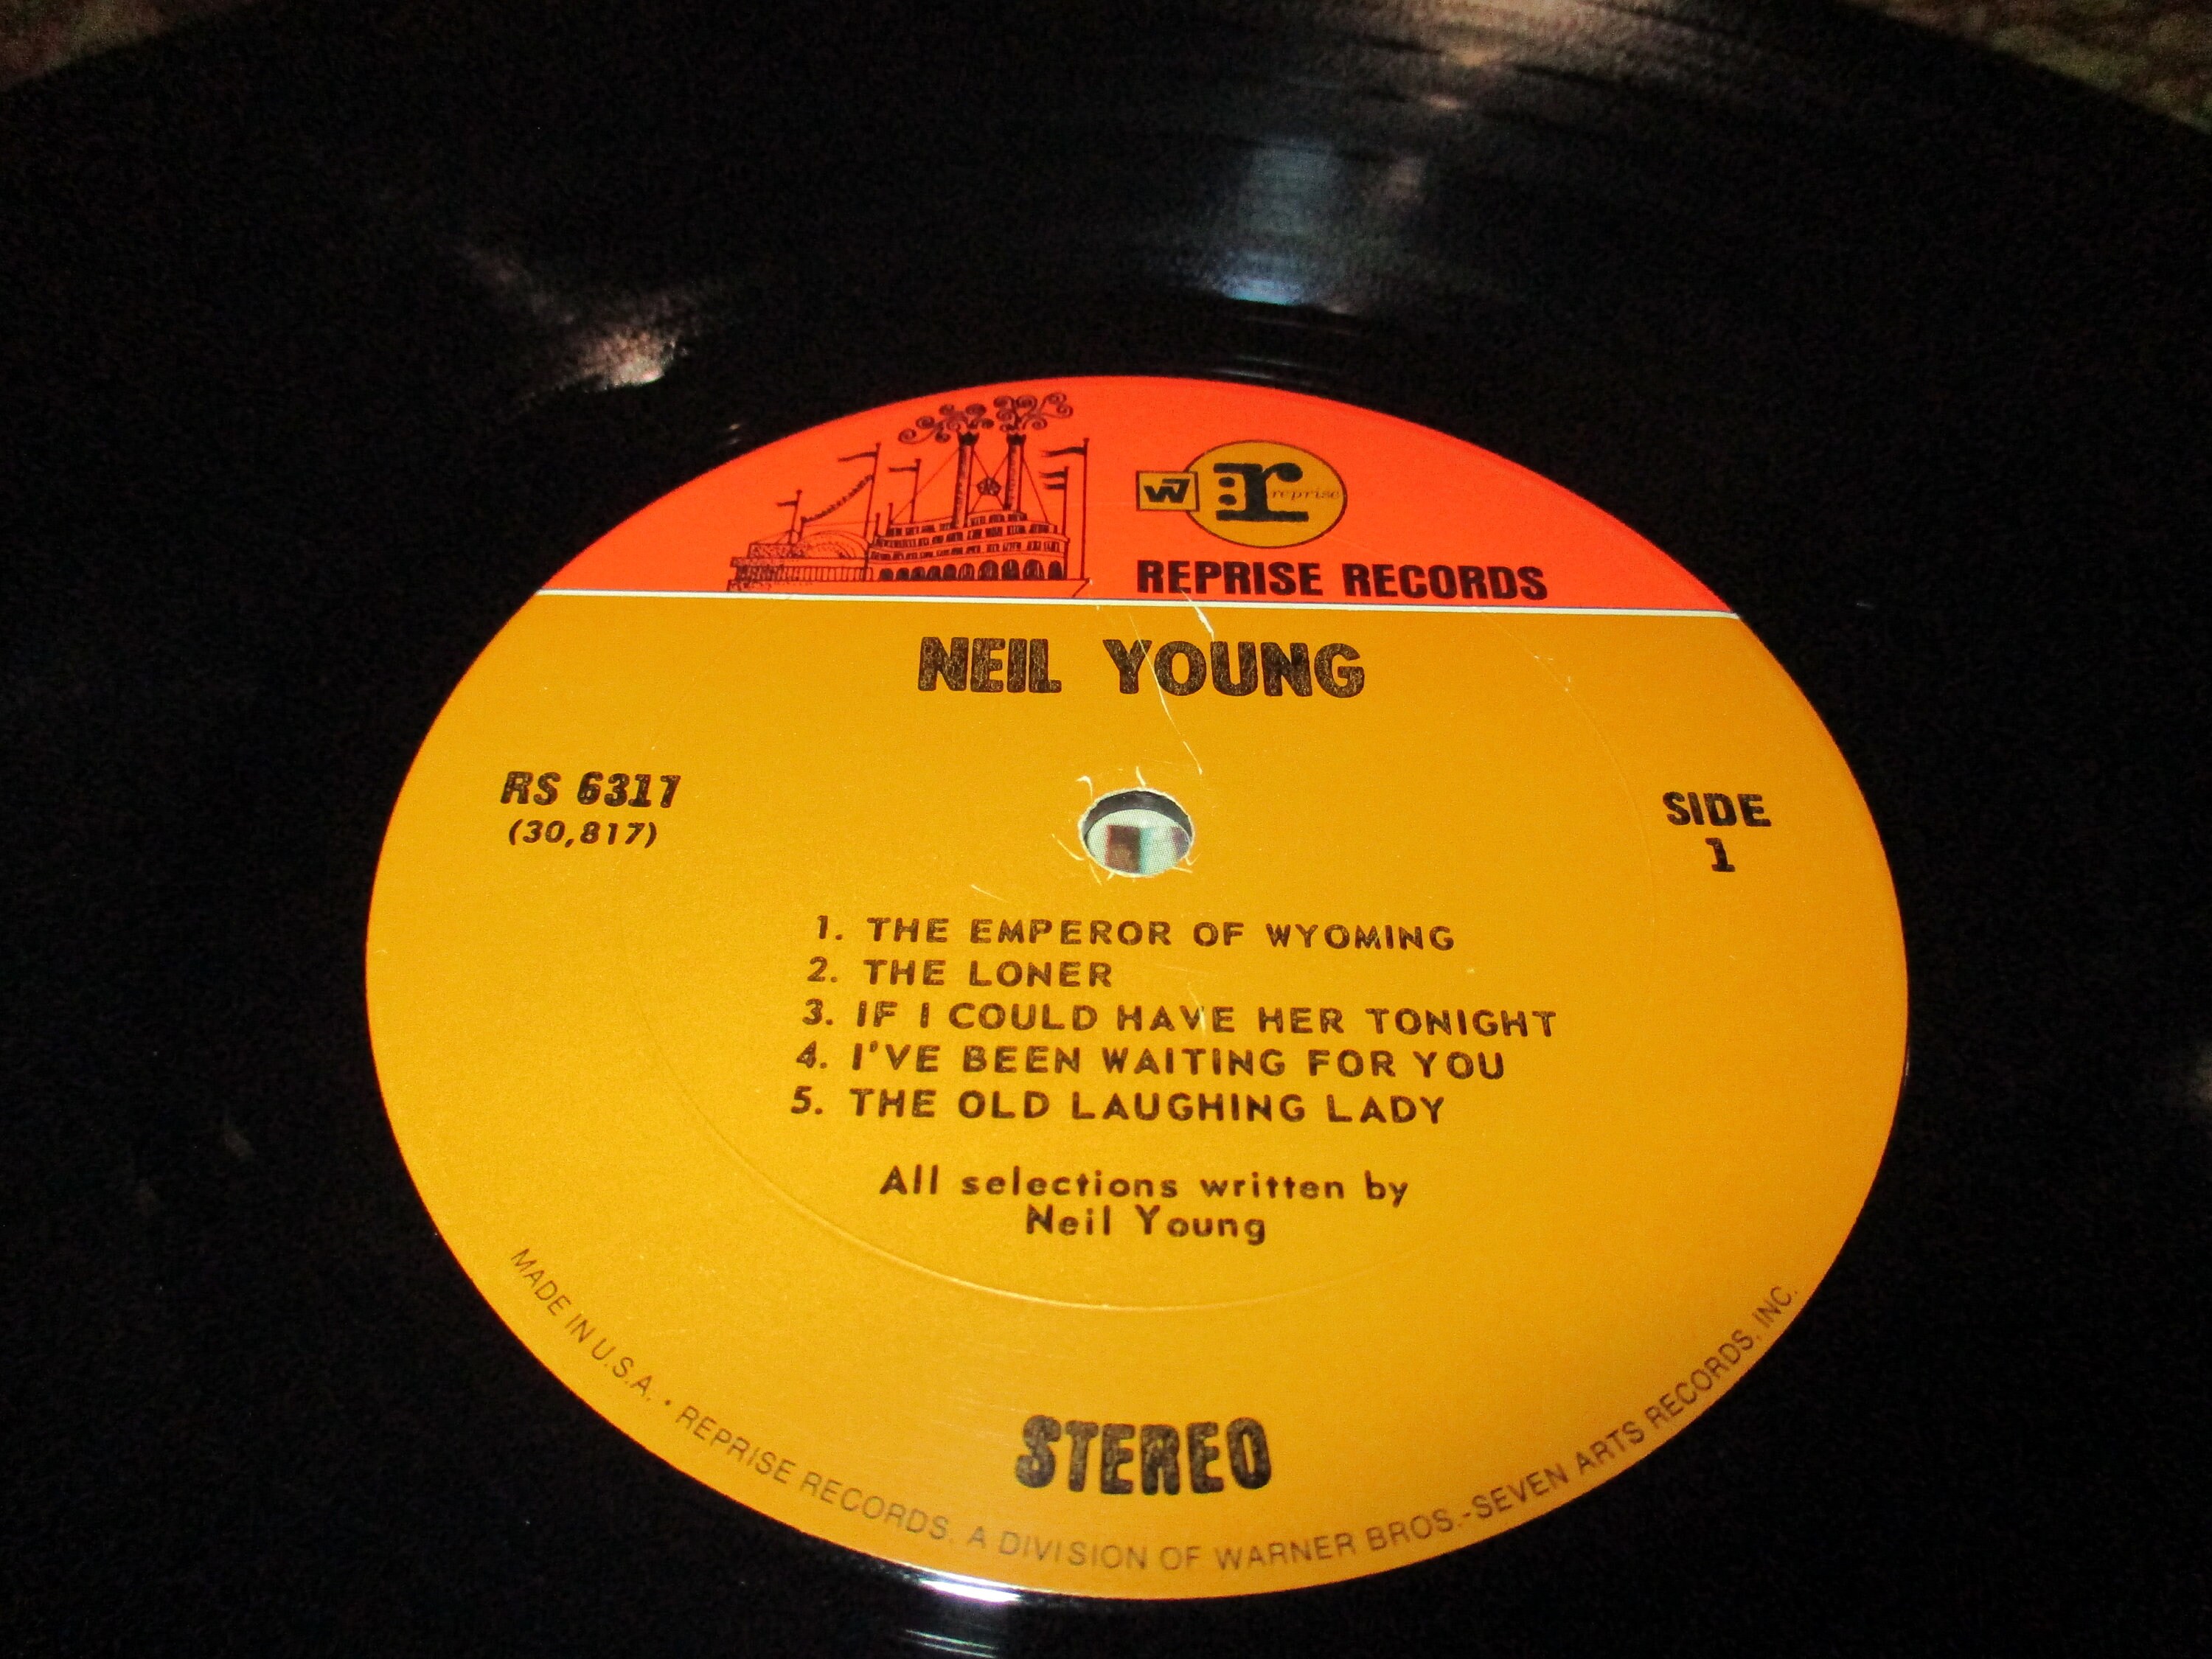 W7 r: reprise
REPRISE RECORDS
NEIL YOUNG
RS 6317
(30,817)
SIDE
1
1. THE EMPEROR OF WYOMING
2. THE LONER
3. IF I COULD HAVE HER TONIGHT
4. I'VE BEEN WAITING FOR YOU
5. THE OLD LAUGHING LADY
All selections written by
Neil Young
STEREO
MADE IN U.S.A. • REPRISE RECORDS, A DIVISION OF WARNER BROS.-SEVEN ARTS RECORDS, INC.